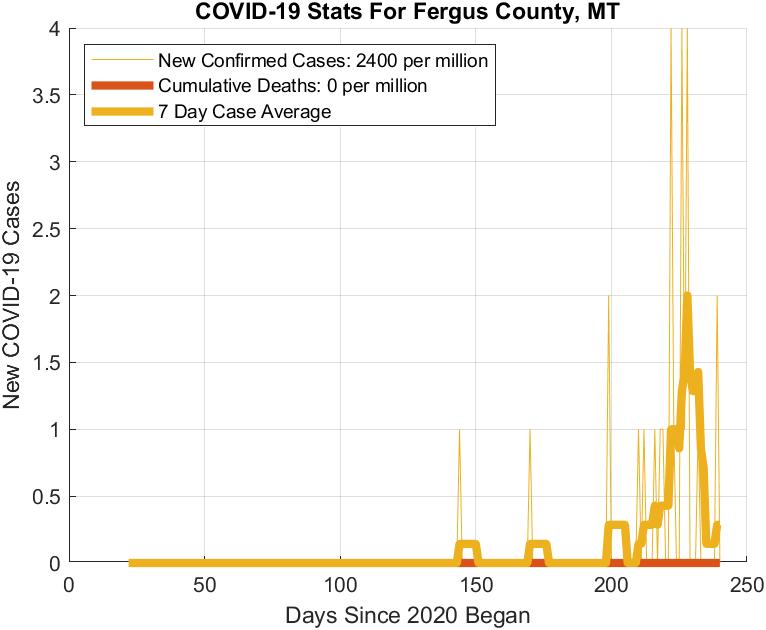 COVID-19 Stats For Fergus County, MT
New Confirmed Cases: 2400 per million
Cumulative Deaths: 0 per million
7 Day Case Average
New COVID-19 Cases
4
3.5
3
2.5
2
1.5
1
0.5
0
0 50 100 150 200 250
Days Since 2020 Began